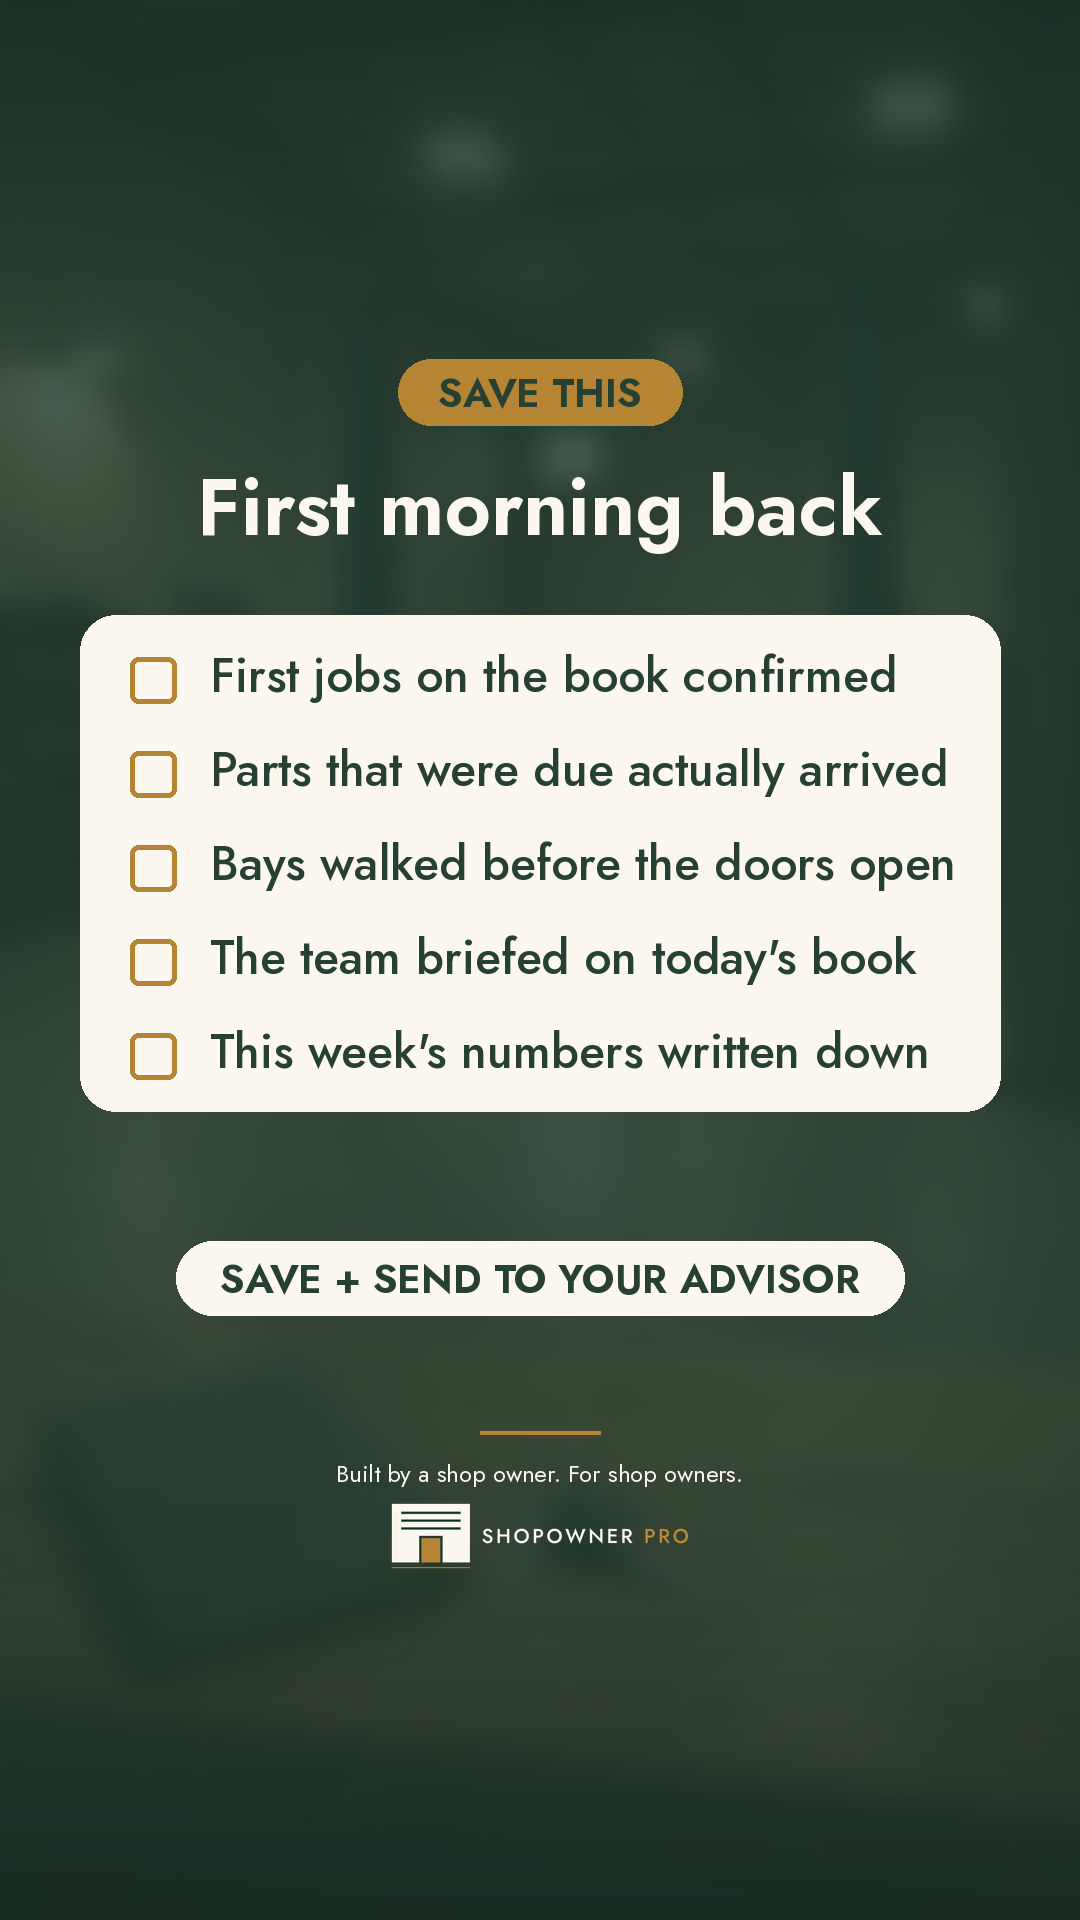 SAVE THIS
First morning back
First jobs on the book confirmed
Parts that were due actually arrived
Bays walked before the doors open
The team briefed on today's book
This week's numbers written down
SAVE + SEND TO YOUR ADVISOR
Built by a shop owner. For shop owners.
SHOPOWNER PRO